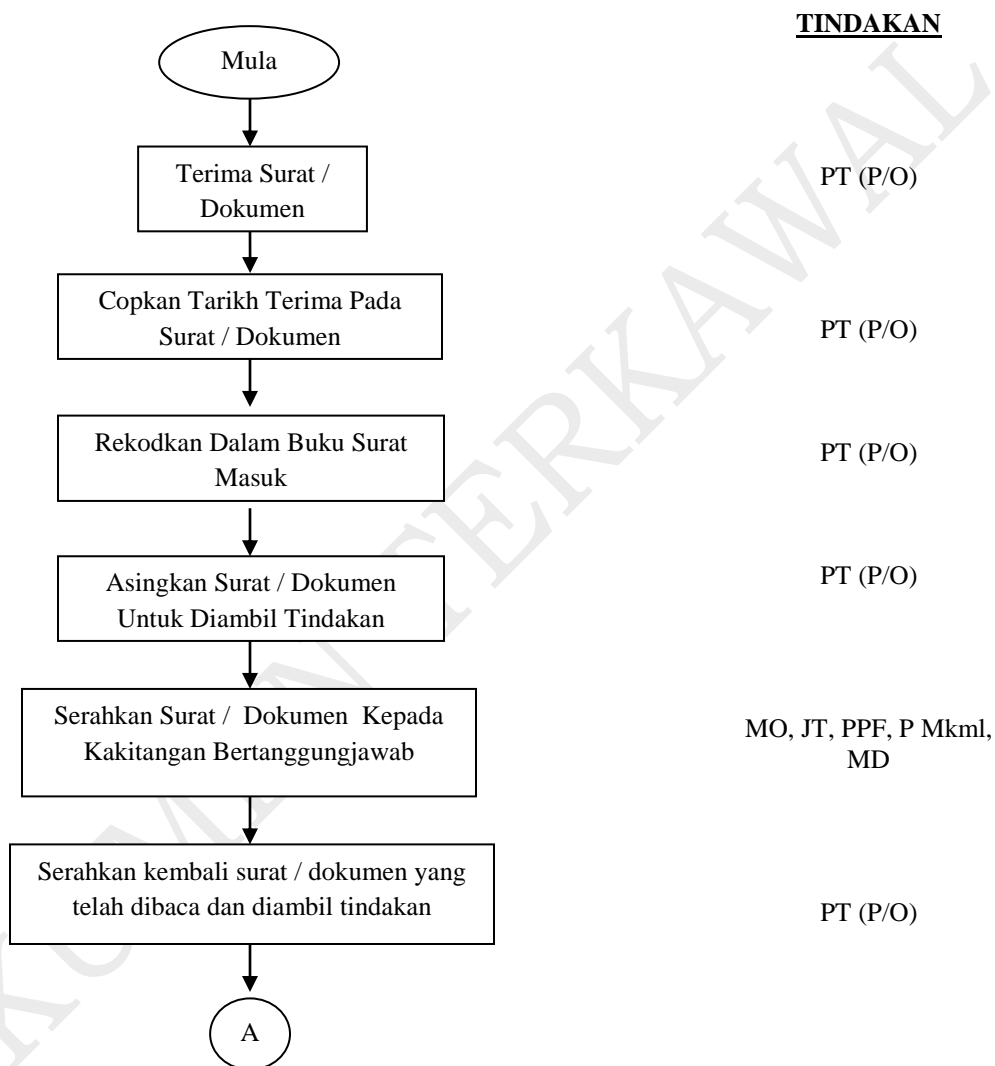 TINDAKAN
Mula
Terima Surat /
Dokumen
PT (P/O)
Copkan Tarikh Terima Pada
Surat / Dokumen
PT (P/O)
Rekodkan Dalam Buku Surat
Masuk
PT (P/O)
Asingkan Surat / Dokumen
Untuk Diambil Tindakan
PT (P/O)
Serahkan Surat / Dokumen Kepada
Kakitangan Bertanggungjawab
MO, JT, PPF, P Mkml,
MD
Serahkan kembali surat / dokumen yang
telah dibaca dan diambil tindakan
PT (P/O)
A
KUMEN TERKAWAL